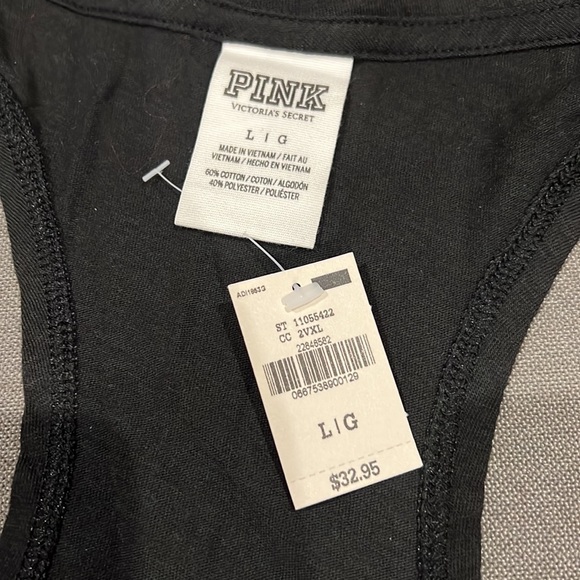 PINK
VICTORIA'S SECRET
L | G
MADE IN VIETNAM / FAIT AU
VIETNAM / HECHO EN VIETNAM
60% COTTON / COTON / ALGODÓN
40% POLYESTER / POLIÉSTER
ST 11055422
CC 2VXL
22848582
0667538900129
L|G
$32.95